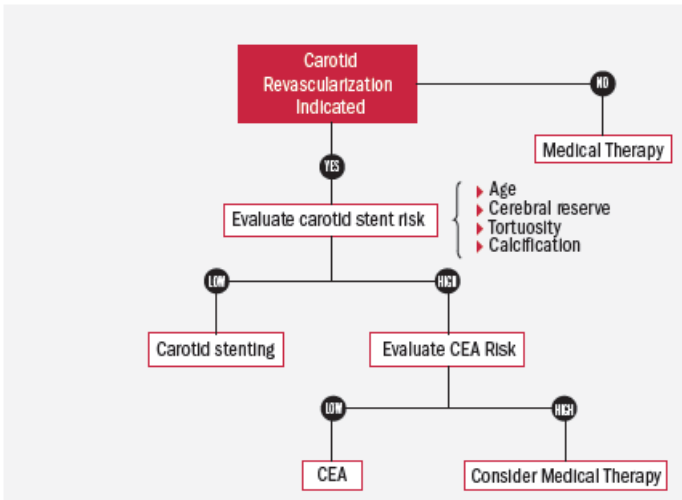 Carotid
Revascularization
Indicated
NO
Medical Therapy
YES
Evaluate carotid stent risk
Age
Cerebral reserve
Tortuosity
Calcification
LOW
HIGH
Carotid stenting
Evaluate CEA Risk
LOW
HIGH
CEA
Consider Medical Therapy